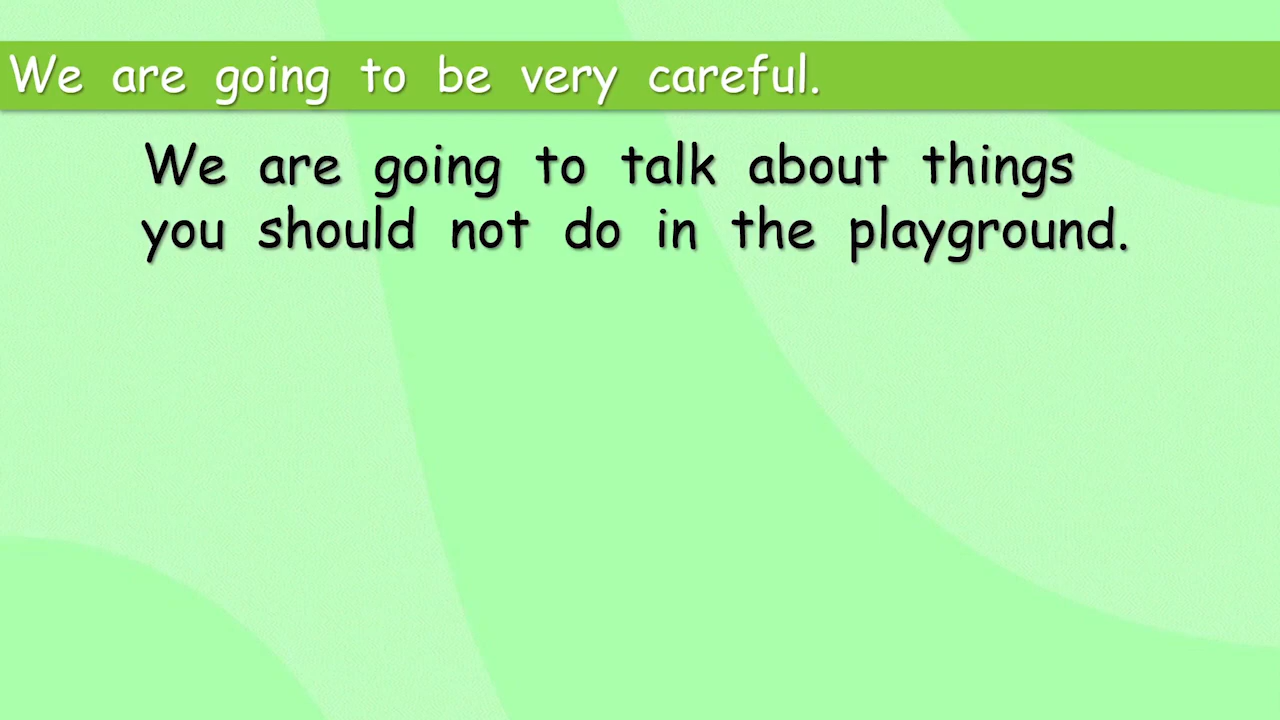 We are going to be very careful.
We are going to talk about things
you should not do in the playground.